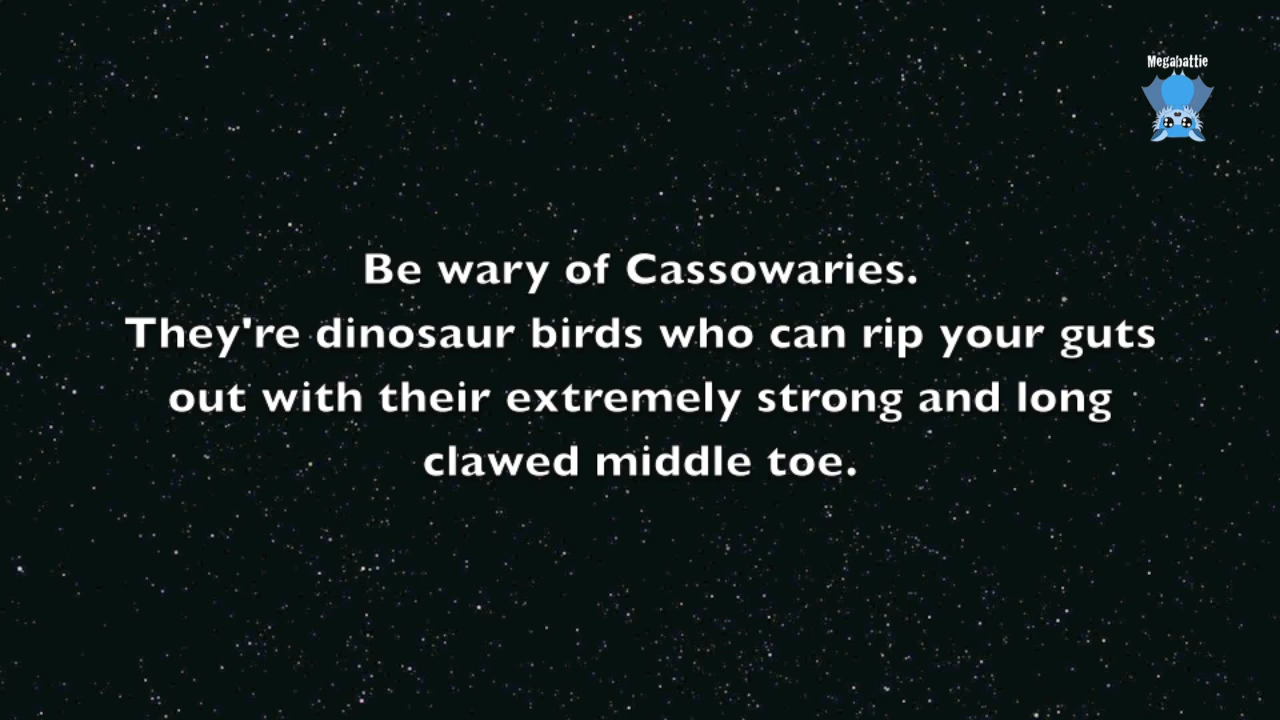 Megabattie
Be wary of Cassowaries.
They're dinosaur birds who can rip your guts
out with their extremely strong and long
clawed middle toe.